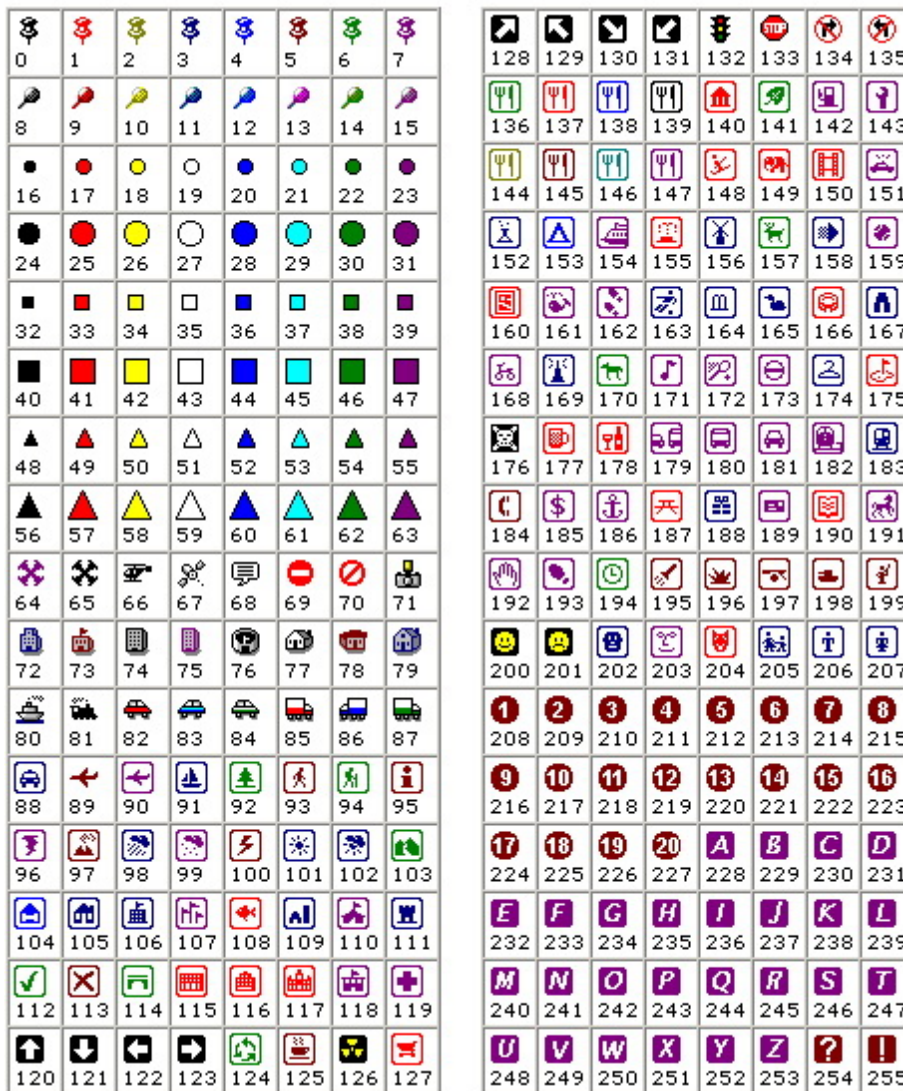 0 1 2 3 4 5 6 7
8 9 10 11 12 13 14 15
16 17 18 19 20 21 22 23
24 25 26 27 28 29 30 31
32 33 34 35 36 37 38 39
40 41 42 43 44 45 46 47
48 49 50 51 52 53 54 55
56 57 58 59 60 61 62 63
64 65 66 67 68 69 70 71
72 73 74 75 76 77 78 79
80 81 82 83 84 85 86 87
88 89 90 91 92 93 94 95
96 97 98 99 100 101 102 103
104 105 106 107 108 109 110 111
112 113 114 115 116 117 118 119
120 121 122 123 124 125 126 127
STOP
128 129 130 131 132 133 134 135
136 137 138 139 140 141 142 143
144 145 146 147 148 149 150 151
152 153 154 155 156 157 158 159
160 161 162 163 164 165 166 167
168 169 170 171 172 173 174 175
176 177 178 179 180 181 182 183
$
184 185 186 187 188 189 190 191
192 193 194 195 196 197 198 199
200 201 202 203 204 205 206 207
1 2 3 4 5 6 7 8
208 209 210 211 212 213 214 215
9 10 11 12 13 14 15 16
216 217 218 219 220 221 222 223
17 18 19 20 A B C D
224 225 226 227 228 229 230 231
E F G H I J K L
232 233 234 235 236 237 238 239
M N O P Q R S T
240 241 242 243 244 245 246 247
U V W X Y Z ? !
248 249 250 251 252 253 254 255